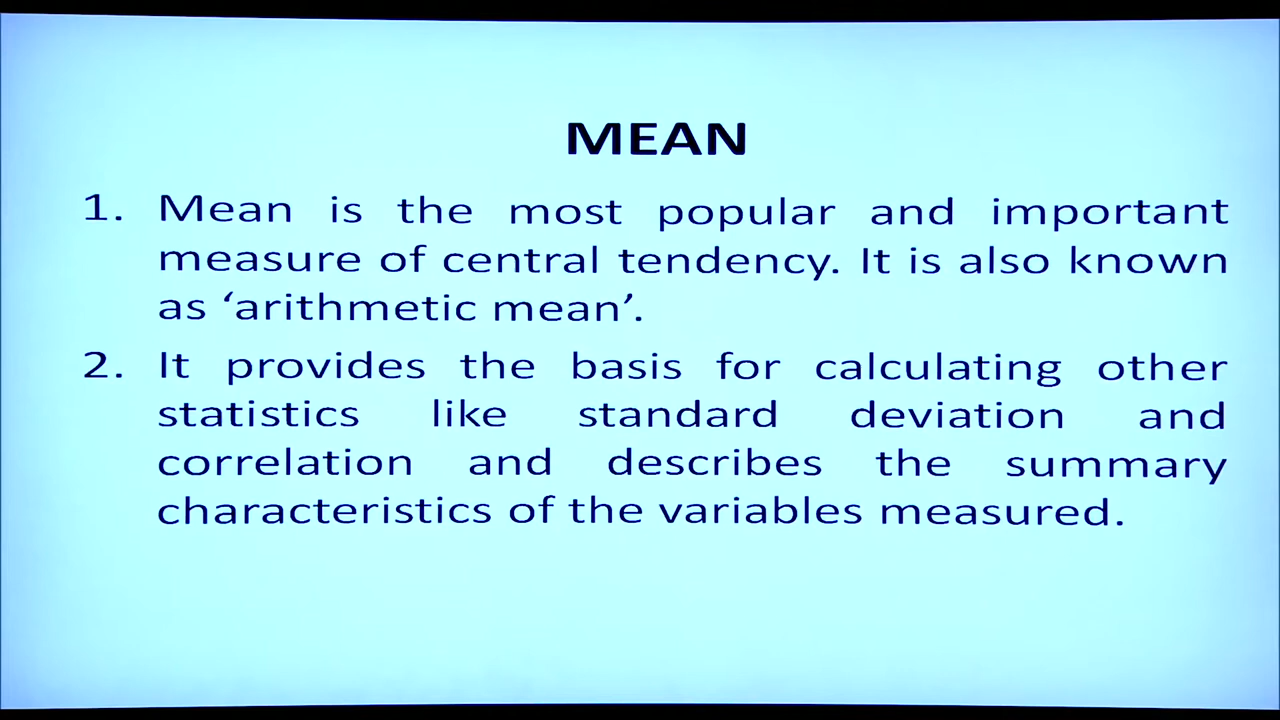 MEAN
1. Mean is the most popular and important
measure of central tendency. It is also known
as ‘arithmetic mean’.
2. It provides the basis for calculating other
statistics like standard deviation and
correlation and describes the summary
characteristics of the variables measured.